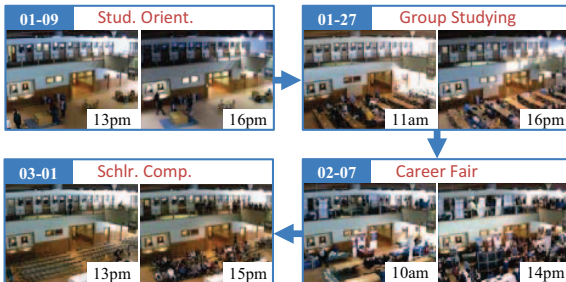 01-09 Stud. Orient.
13pm 16pm
01-27 Group Studying
11am 16pm
03-01 Schlr. Comp.
13pm 15pm
02-07 Career Fair
10am 14pm